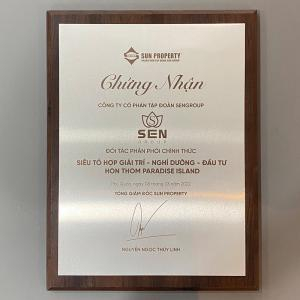 SUN PROPERTY
Chứng Nhận
CÔNG TY CỔ PHẦN TẬP ĐOÀN SENGROUP
SEN
GROUP
ĐỐI TÁC PHÂN PHỐI CHÍNH THỨC
SIÊU TỔ HỢP GIẢI TRÍ - NGHỈ DƯỠNG - ĐẦU TƯ
HÒN THƠM PARADISE ISLAND
TỔNG GIÁM ĐỐC SUN PROPERTY
NGUYỄN NGỌC THÚY LINH